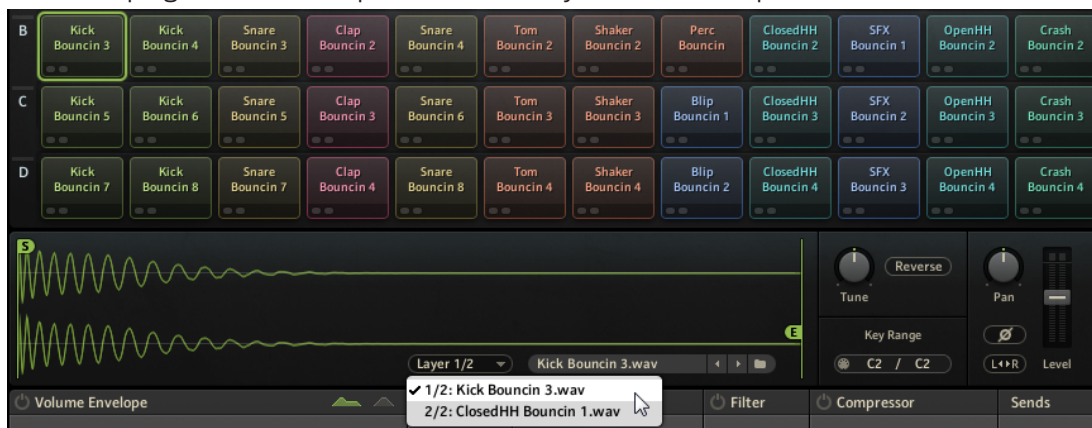 B
Kick Bouncin 3
Kick Bouncin 4
Snare Bouncin 3
Clap Bouncin 2
Snare Bouncin 4
Tom Bouncin 2
Shaker Bouncin 2
Perc Bouncin
ClosedHH Bouncin 2
SFX Bouncin 1
OpenHH Bouncin 2
Crash Bouncin 2
C
Kick Bouncin 5
Kick Bouncin 6
Snare Bouncin 5
Clap Bouncin 3
Snare Bouncin 6
Tom Bouncin 3
Shaker Bouncin 3
Blip Bouncin 1
ClosedHH Bouncin 3
SFX Bouncin 2
OpenHH Bouncin 3
Crash Bouncin 3
D
Kick Bouncin 7
Kick Bouncin 8
Snare Bouncin 7
Clap Bouncin 4
Snare Bouncin 8
Tom Bouncin 4
Shaker Bouncin 4
Blip Bouncin 2
ClosedHH Bouncin 4
SFX Bouncin 3
OpenHH Bouncin 4
Crash Bouncin 4
S
E
Tune
Reverse
Pan
Key Range
C2 / C2
L R
Level
Layer 1/2
Kick Bouncin 3.wav
1/2: Kick Bouncin 3.wav
2/2: ClosedHH Bouncin 1.wav
Volume Envelope
Filter
Compressor
Sends